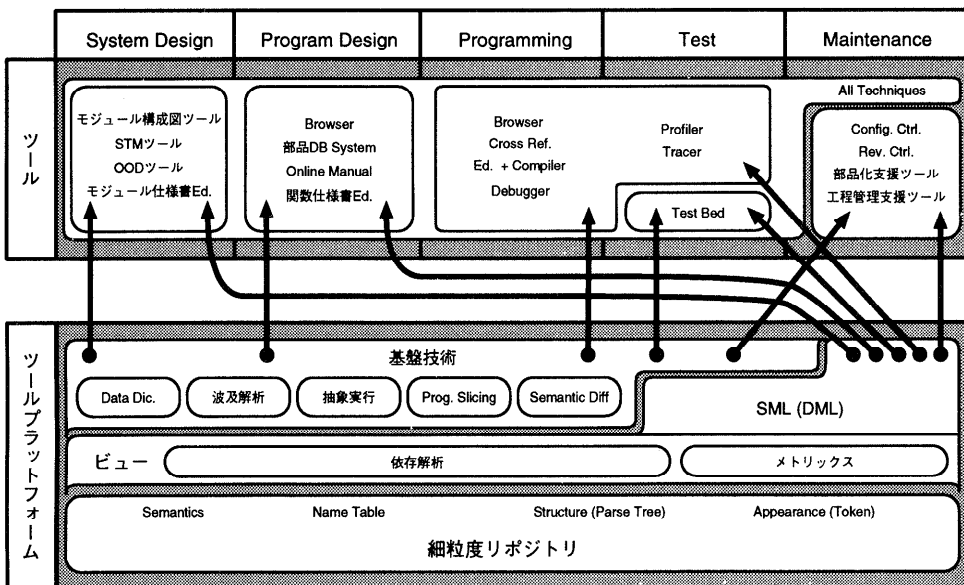 System Design
Program Design
Programming
Test
Maintenance
ツール
モジュール構成図ツール
STMツール
OODツール
モジュール仕様書Ed.
Browser
部品DB System
Online Manual
関数仕様書Ed.
Browser
Cross Ref.
Ed. + Compiler
Debugger
Profiler
Tracer
Test Bed
All Techniques
Config. Ctrl.
Rev. Ctrl.
部品化支援ツール
工程管理支援ツール
ツールプラットフォーム
基盤技術
Data Dic.
波及解析
抽象実行
Prog. Slicing
Semantic Diff
SML (DML)
ビュー
依存解析
メトリックス
Semantics
Name Table
Structure (Parse Tree)
Appearance (Token)
細粒度リポジトリ